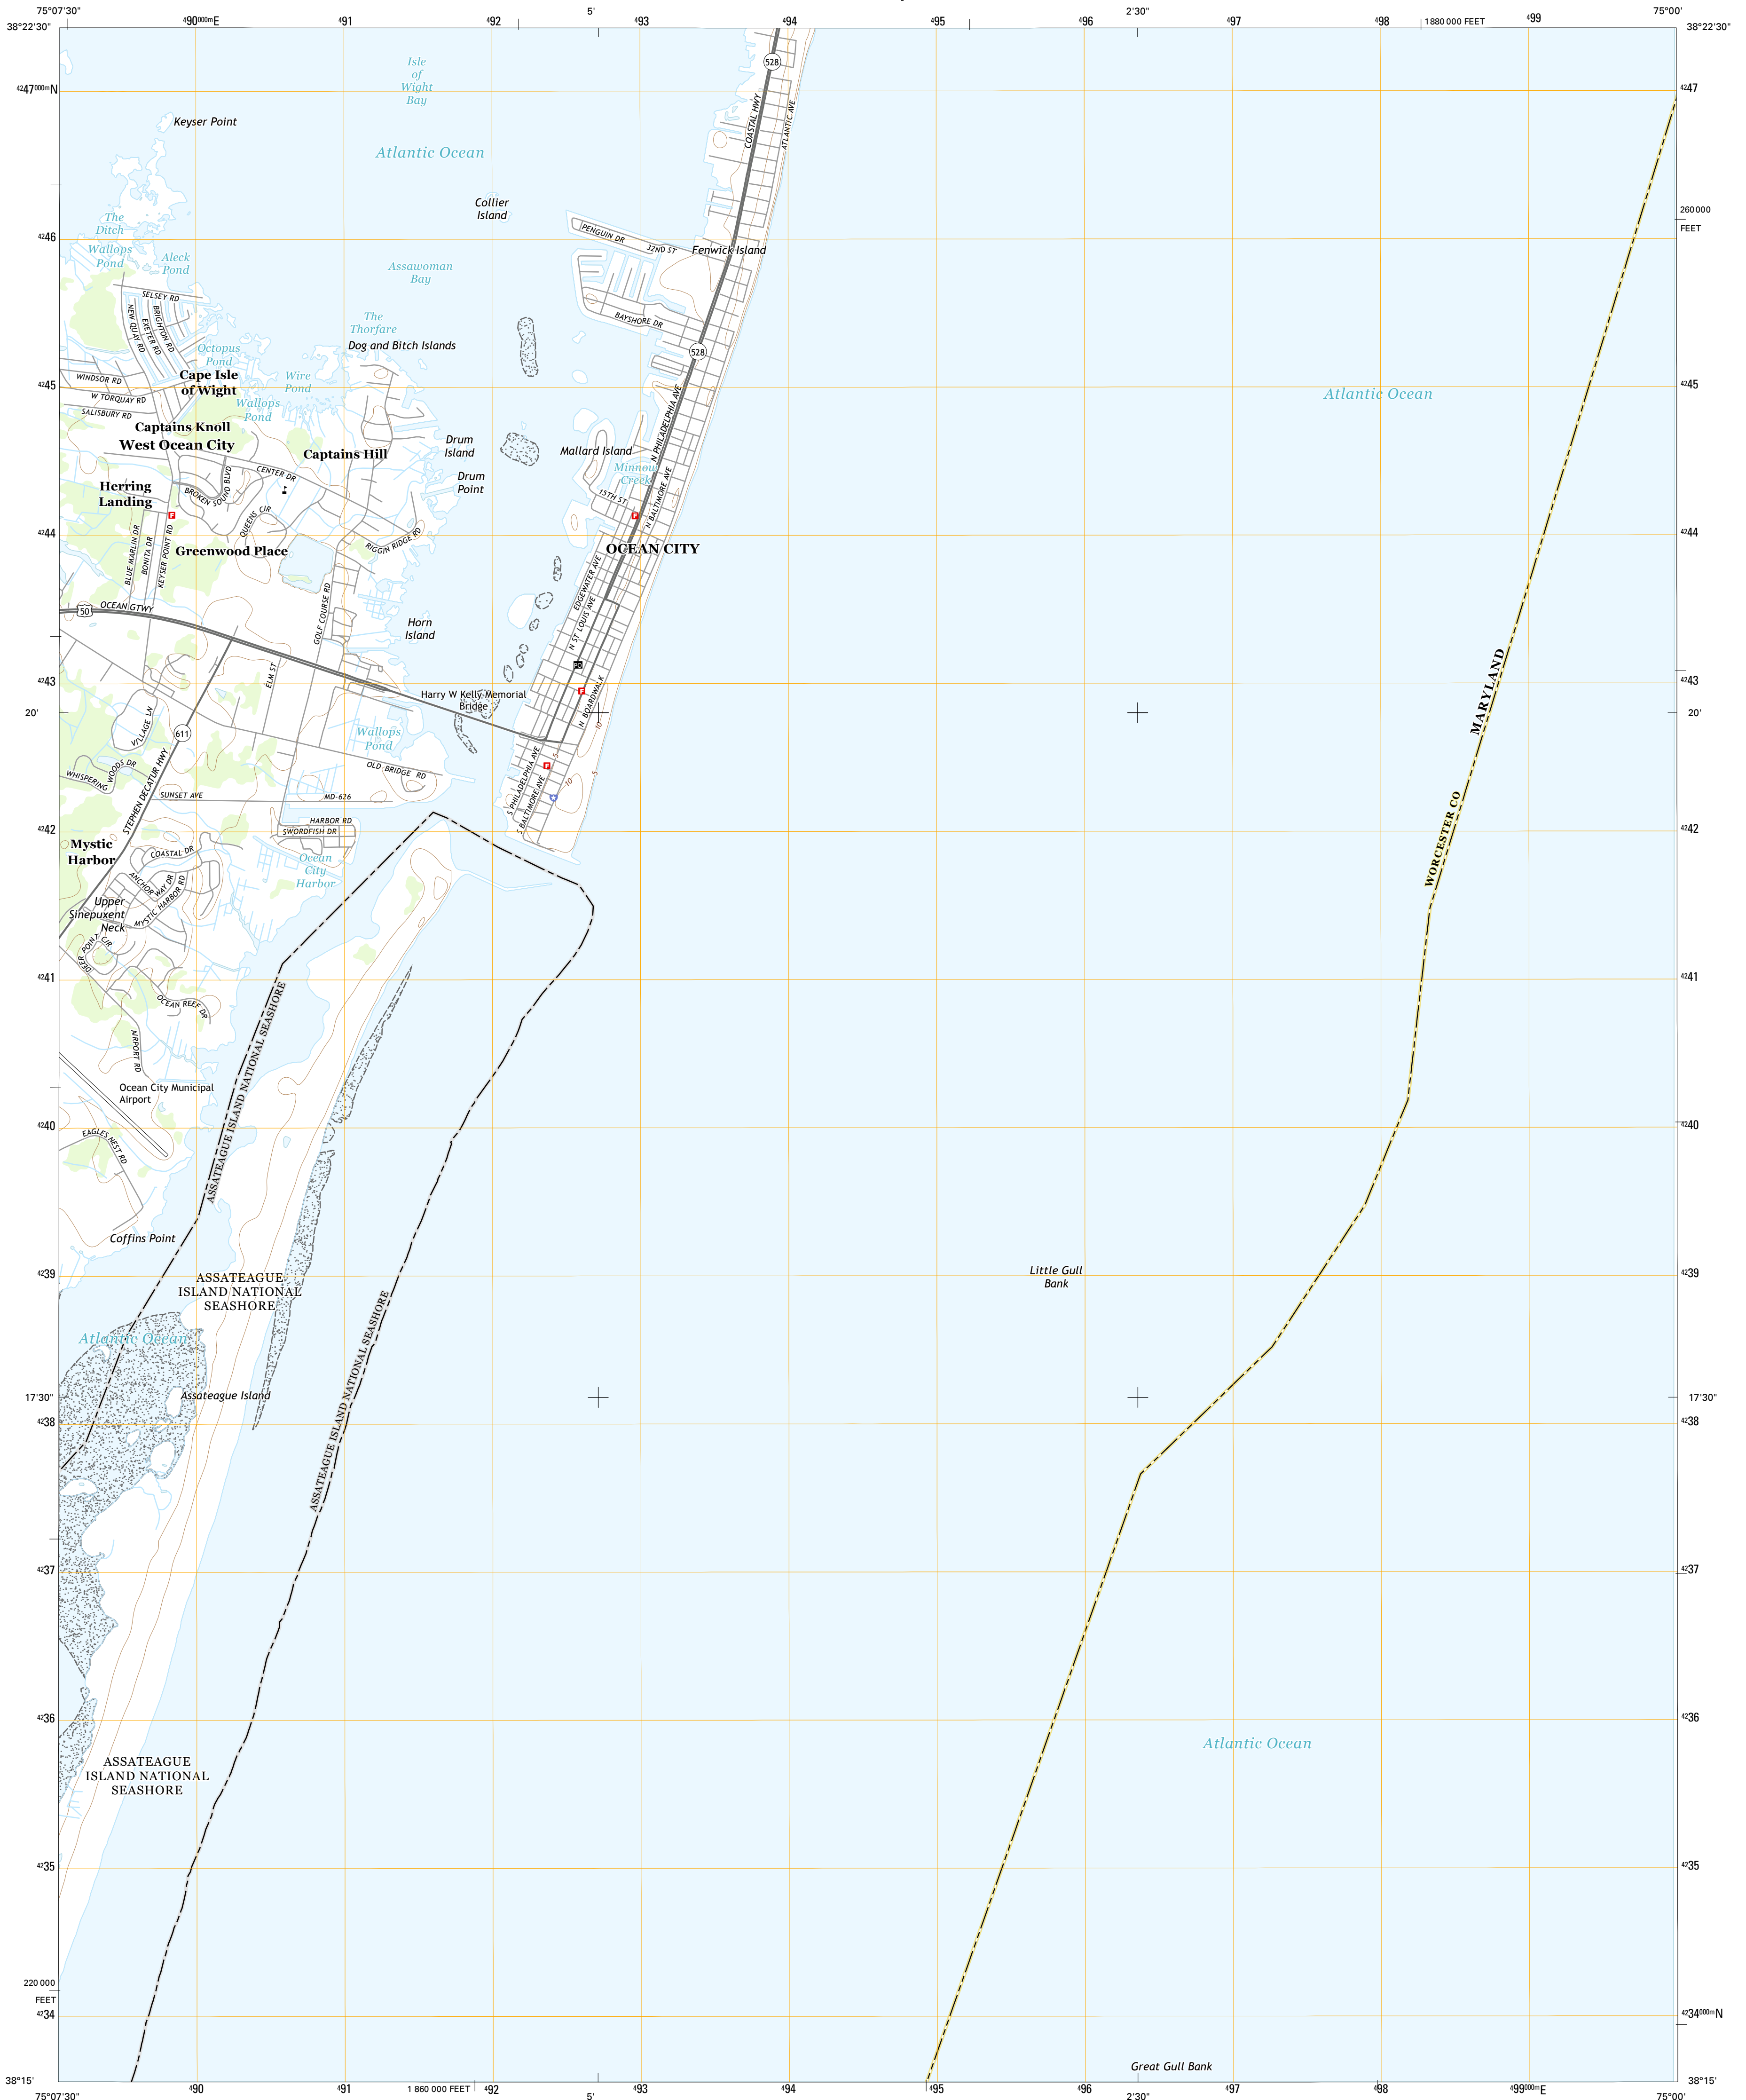 75°07'30"
490000mE
491
492
5'
493
494
495
496
2'30"
497
498
1 880 000 FEET
499
75°00'
38°22'30"
38°22'30"
4247000mN
4247
Isle
of
Wight
Bay
528
COASTAL HWY
ATLANTIC AVE
Keyser Point
Atlantic Ocean
Collier
Island
260 000
FEET
The
Ditch
Wallops
Pond
Aleck
Pond
4246
4246
PENGUIN DR
32ND ST
Fenwick Island
Assawoman
Bay
SELSEY RD
NEW QUAY RD
EXETER RD
BRIGHTON RD
BAYSHORE DR
The
Thorfare
Dog and Bitch Islands
528
Octopus
Pond
Wire
Pond
WINDSOR RD
W TORQUAY RD
SALISBURY RD
Cape Isle
of Wight
4245
4245
Atlantic Ocean
Wallops
Pond
N PHILADELPHIA AVE
Captains Knoll
West Ocean City
Captains Hill
Drum
Island
Mallard Island
Minnow
Creek
Drum
Point
CENTER DR
BROKEN SOUND BLVD
Herring
Landing
F
QUEENS CIR
15TH ST
F
N BALTIMORE AVE
4244
4244
BLUE MARLIN DR
BONITA DR
KEYSER POINT RD
Greenwood Place
RIGGIN RIDGE RD
OCEAN CITY
EDGEWATER AVE
N ST LOUIS AVE
50
OCEAN GTWY
GOLF COURSE RD
Horn
Island
ELM ST
PO
F
N BOARDWALK
4243
4243
Harry W Kelly Memorial
Bridge
MARYLAND
20'
20'
VILLAGE LN
611
Wallops
Pond
10
5
10
5
WHISPERING
WOODS DR
OLD BRIDGE RD
F
STEPHEN DECATUR HWY
SUNSET AVE
MD-626
S PHILADELPHIA AVE
S BALTIMORE AVE
WORCESTER CO
HARBOR RD
SWORDFISH DR
4242
4242
Mystic
Harbor
COASTAL DR
Ocean
City
Harbor
ANCHOR WAY DR
MYSTIC HARBOR RD
Upper
Sinepuxent
Neck
DEER POINT CIR
4241
4241
OCEAN REEF DR
ASSATEAGUE ISLAND NATIONAL SEASHORE
AIRPORT RD
Ocean City Municipal
Airport
4240
4240
EAGLES NEST RD
Coffins Point
4239
4239
ASSATEAGUE
ISLAND NATIONAL
SEASHORE
Little Gull
Bank
Atlantic Ocean
ASSATEAGUE ISLAND NATIONAL SEASHORE
Assateague Island
17'30"
17'30"
4238
4238
4237
4237
4236
4236
Atlantic Ocean
ASSATEAGUE
ISLAND NATIONAL
SEASHORE
4235
4235
220 000
FEET
4234
4234000mN
Great Gull Bank
38°15'
38°15'
75°07'30"
490
491
1 860 000 FEET
492
5'
493
494
495
496
2'30"
497
498
499000mE
75°00'